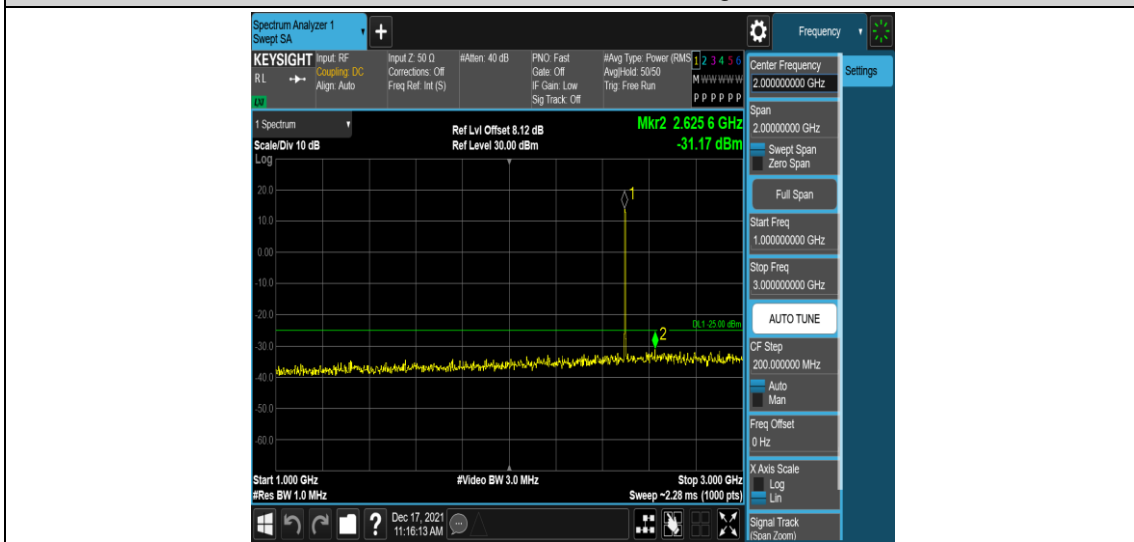 Spectrum Analyzer 1
Swept SA
+
Frequency
KEYSIGHT
RL
LXI
Input: RF
Coupling: DC
Align: Auto
Input Z: 50 Ω
Corrections: Off
Freq Ref: Int (S)
#Atten: 40 dB
PNO: Fast
Gate: Off
IF Gain: Low
Sig Track: Off
#Avg Type: Power (RMS
Avg|Hold: 50/50
Trig: Free Run
1 2 3 4 5 6
M W W W W W
P P P P P P
1 Spectrum
Scale/Div 10 dB
Log
Ref Lvl Offset 8.12 dB
Ref Level 30.00 dBm
Mkr2 2.625 6 GHz
-31.17 dBm
20.0
10.0
0.00
-10.0
-20.0
-30.0
-40.0
-50.0
-60.0
1
DL1 -25.00 dBm
2
Start 1.000 GHz
#Res BW 1.0 MHz
#Video BW 3.0 MHz
Stop 3.000 GHz
Sweep ~2.28 ms (1000 pts)
?
Dec 17, 2021
11:16:13 AM
Center Frequency
2.000000000 GHz
Settings
Span
2.00000000 GHz
Swept Span
Zero Span
Full Span
Start Freq
1.000000000 GHz
Stop Freq
3.000000000 GHz
AUTO TUNE
CF Step
200.000000 MHz
Auto
Man
Freq Offset
0 Hz
X Axis Scale
Log
Lin
Signal Track
(Span Zoom)